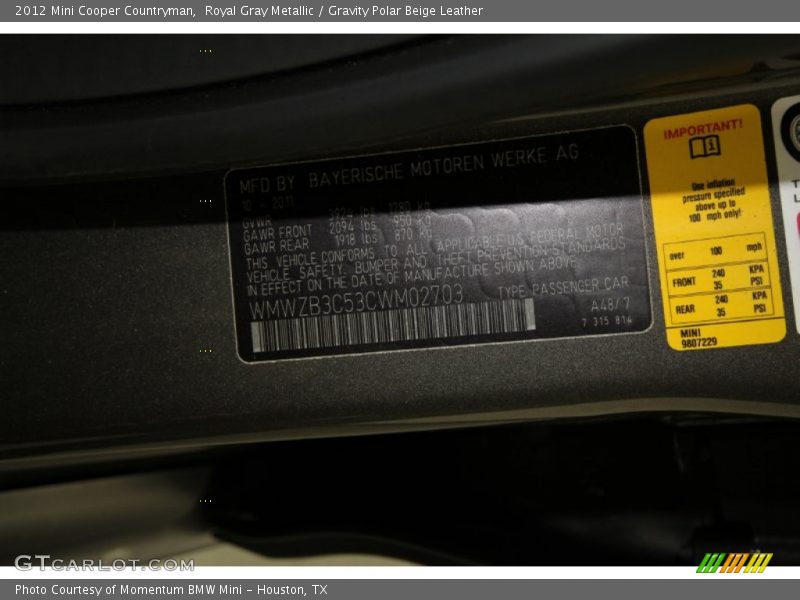 2012 Mini Cooper Countryman, Royal Gray Metallic / Gravity Polar Beige Leather
MFD BY BAYERISCHE MOTOREN WERKE AG
10 - 2011
GVWR 3924 lbs 1780 kg
GAWR FRONT 2094 lbs
GAWR REAR 1918 lbs 870
THIS VEHICLE CONFORMS TO ALL APPLICABLE U.S. FEDERAL MOTOR
VEHICLE SAFETY, BUMPER AND THEFT PREVENTION STANDARDS
IN EFFECT ON THE DATE OF MANUFACTURE SHOWN ABOVE
WMWZB3C53CWM02703 TYPE PASSENGER CAR
A48/7
7 315 814
IMPORTANT!
i
Use inflation
pressure specified
above up to
100 mph only!
over 100 mph
FRONT 240 KPA
35 PSI
REAR 240 KPA
35 PSI
MINI
9807229
GTCARLOT.COM
Photo Courtesy of Momentum BMW Mini - Houston, TX